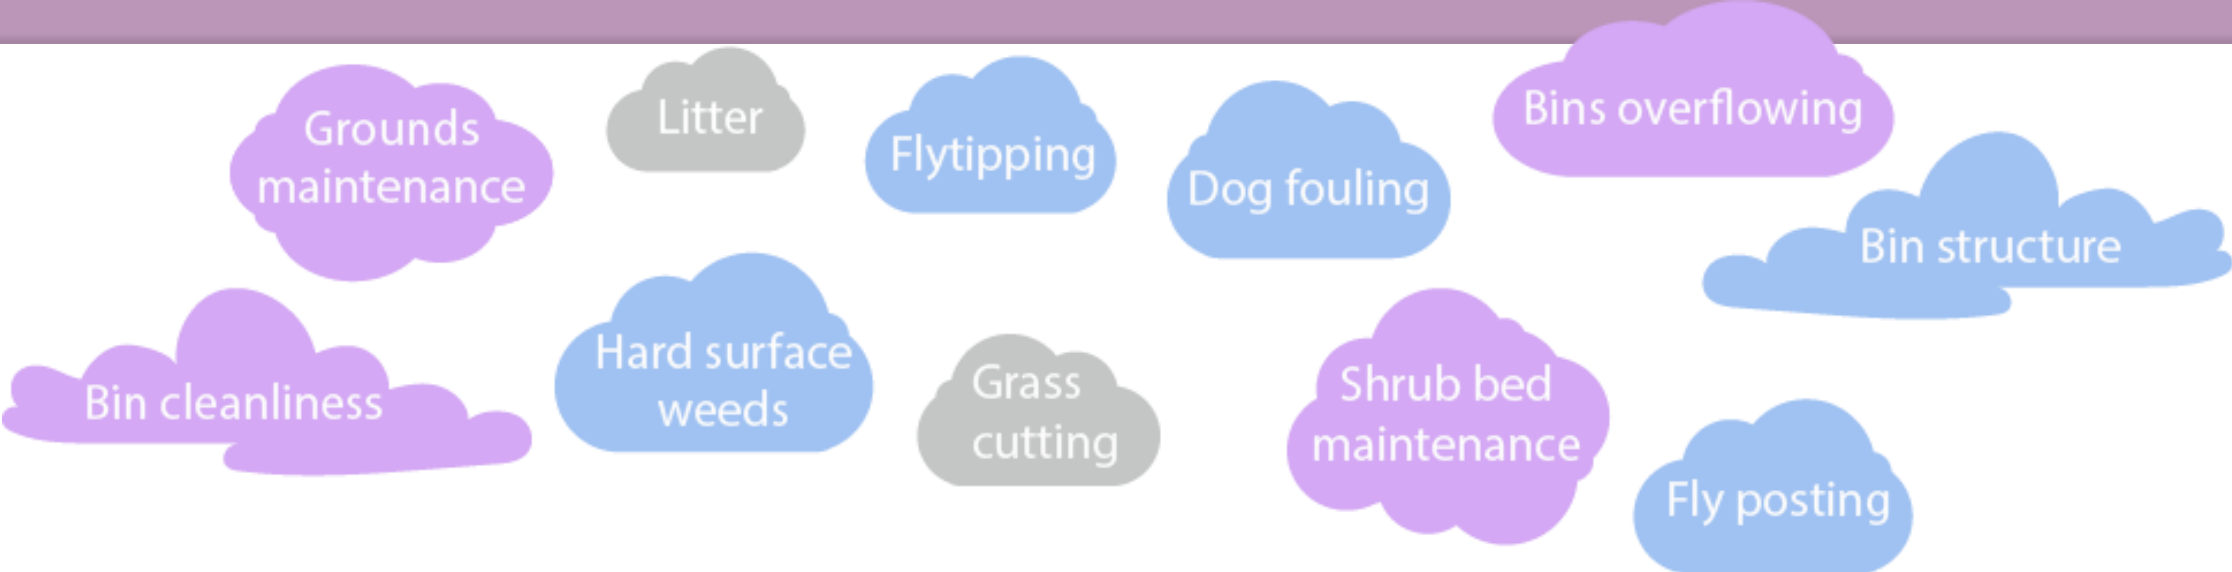 Grounds
maintenance
Litter
Flytipping
Dog fouling
Bins overflowing
Bin structure
Bin cleanliness
Hard surface
weeds
Grass
cutting
Shrub bed
maintenance
Fly posting